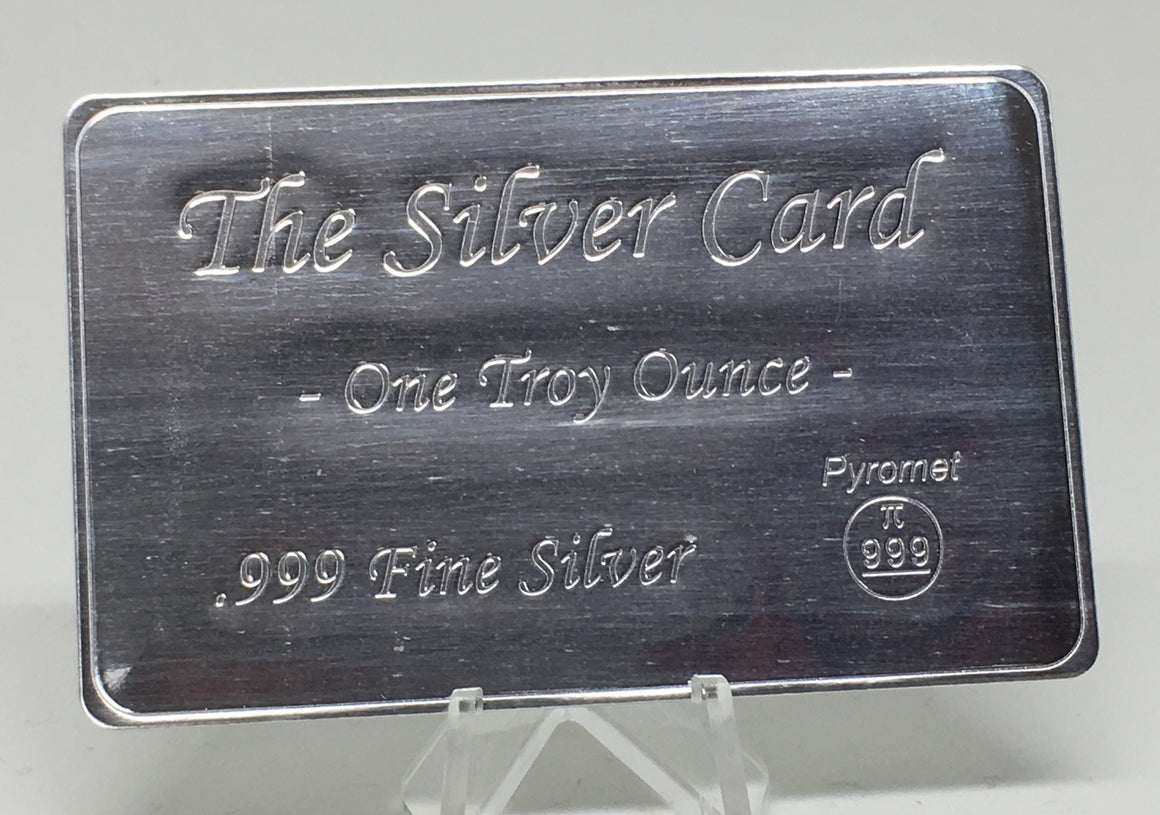 The Silver Card
- One Troy Ounce -
.999 Fine Silver
Pyromet
π
999